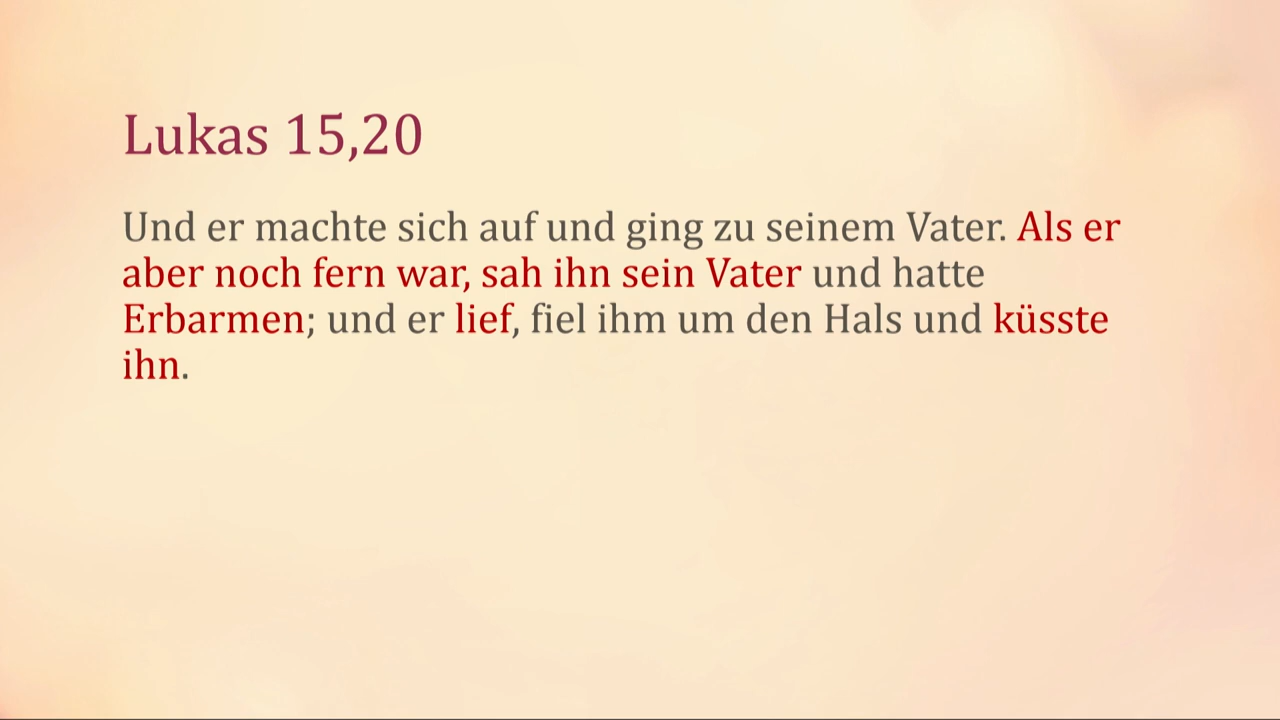 Lukas 15,20
Und er machte sich auf und ging zu seinem Vater. Als er
aber noch fern war, sah ihn sein Vater und hatte
Erbarmen; und er lief, fiel ihm um den Hals und küsste
ihn.